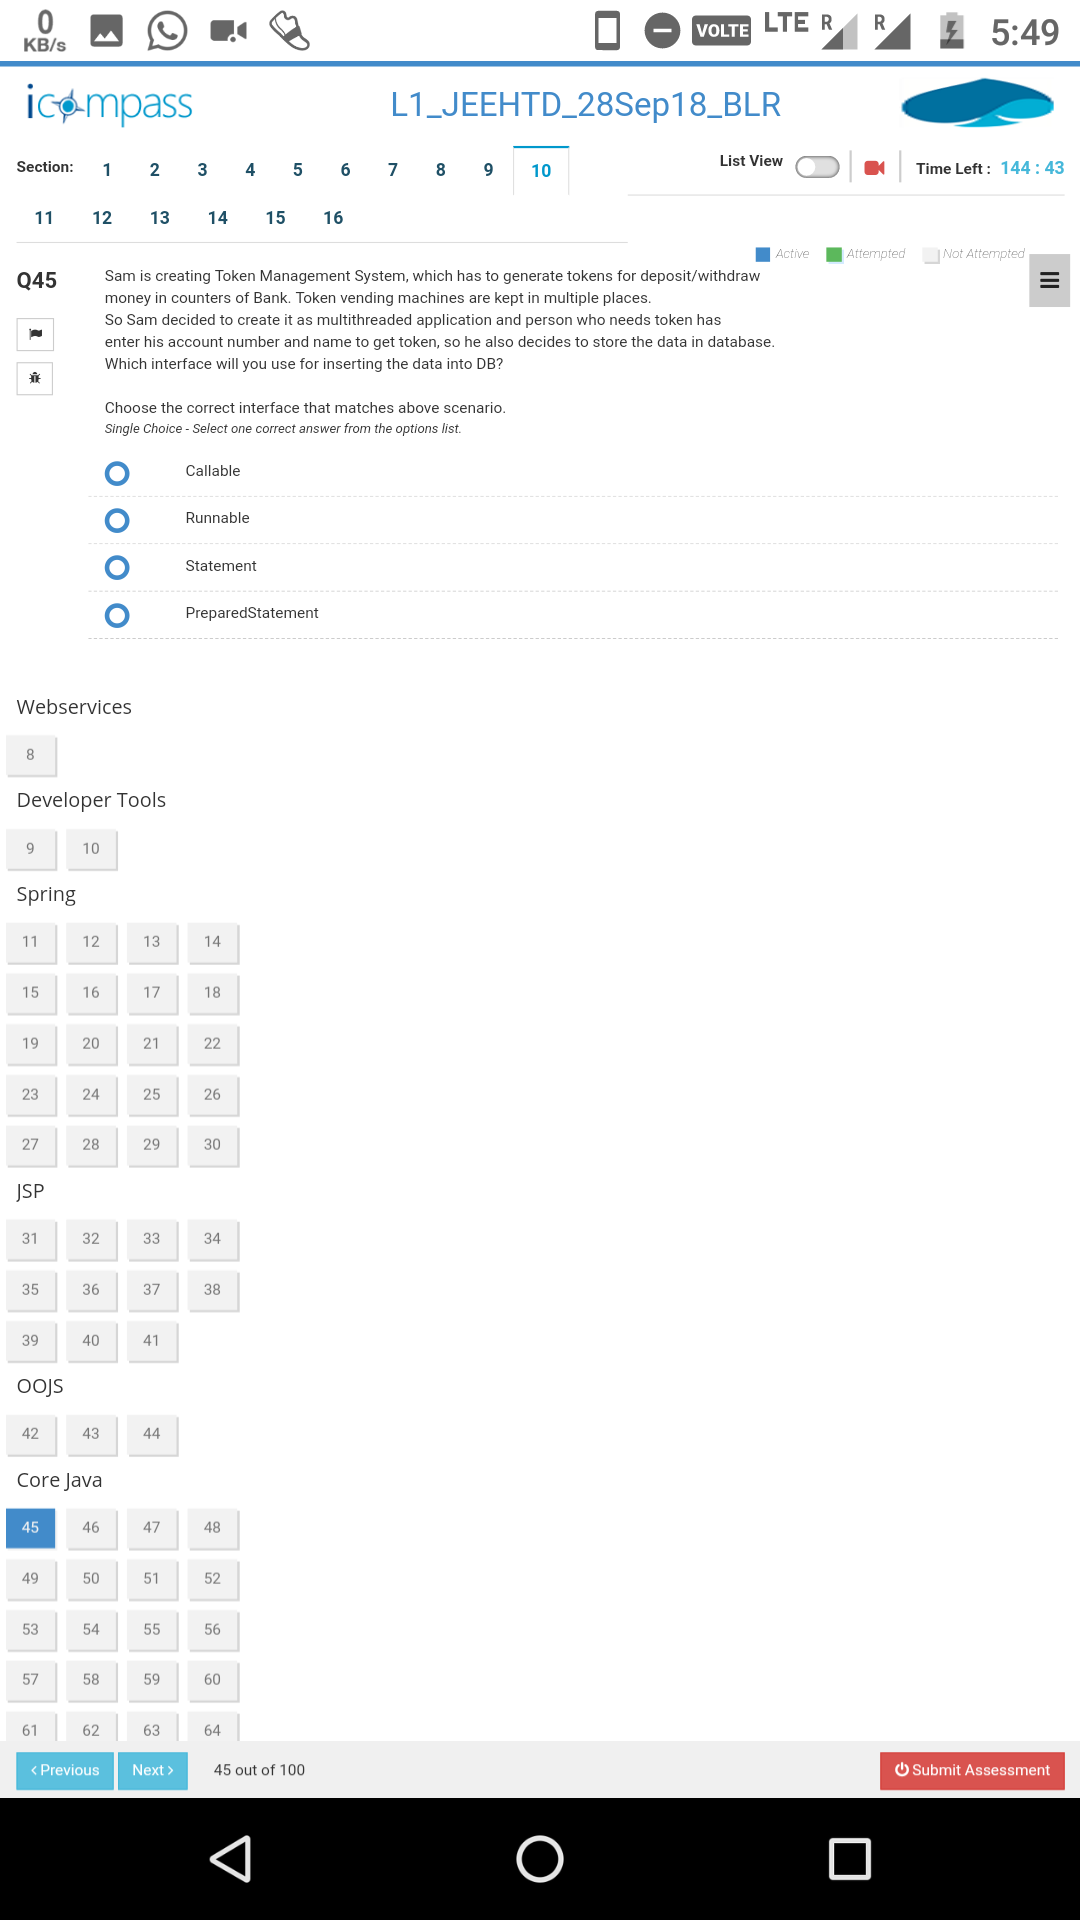 0
KB/s
VOLTE LTE R R 5:49
icompass
L1_JEEHTD_28Sep18_BLR
Section: 1 2 3 4 5 6 7 8 9 10
List View
Time Left : 144 : 43
11 12 13 14 15 16
Active Attempted Not Attempted
Q45
Sam is creating Token Management System, which has to generate tokens for deposit/withdraw
money in counters of Bank. Token vending machines are kept in multiple places.
So Sam decided to create it as multithreaded application and person who needs token has
enter his account number and name to get token, so he also decides to store the data in database.
Which interface will you use for inserting the data into DB?
Choose the correct interface that matches above scenario.
Single Choice - Select one correct answer from the options list.
Callable
Runnable
Statement
PreparedStatement
Webservices
8
Developer Tools
9 10
Spring
11 12 13 14
15 16 17 18
19 20 21 22
23 24 25 26
27 28 29 30
JSP
31 32 33 34
35 36 37 38
39 40 41
OOJS
42 43 44
Core Java
45 46 47 48
49 50 51 52
53 54 55 56
57 58 59 60
61 62 63 64
Previous Next 45 out of 100 Submit Assessment